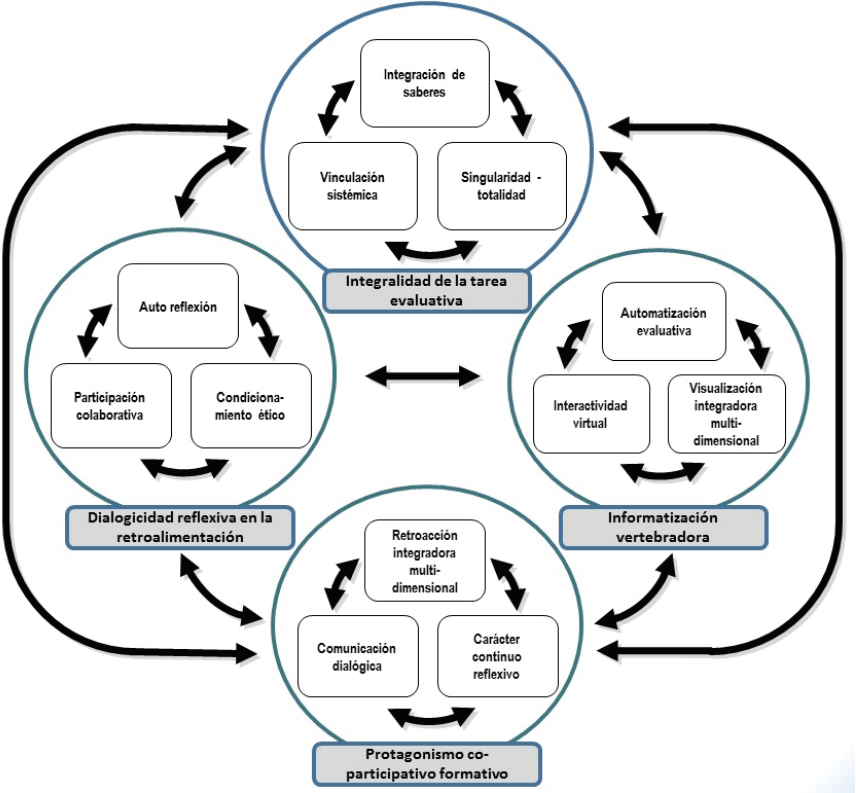 Integración de
saberes
Vinculación
sistémica
Singularidad -
totalidad
Integralidad de la tarea
evaluativa
Auto reflexión
Participación
colaborativa
Condiciona-
miento ético
Dialogicidad reflexiva en la
retroalimentación
Automatización
evaluativa
Interactividad
virtual
Visualización
integradora
multi-
dimensional
Informatización
vertebradora
Retroacción
integradora
multi-
dimensional
Comunicación
dialógica
Carácter
continuo
reflexivo
Protagonismo co-
participativo formativo